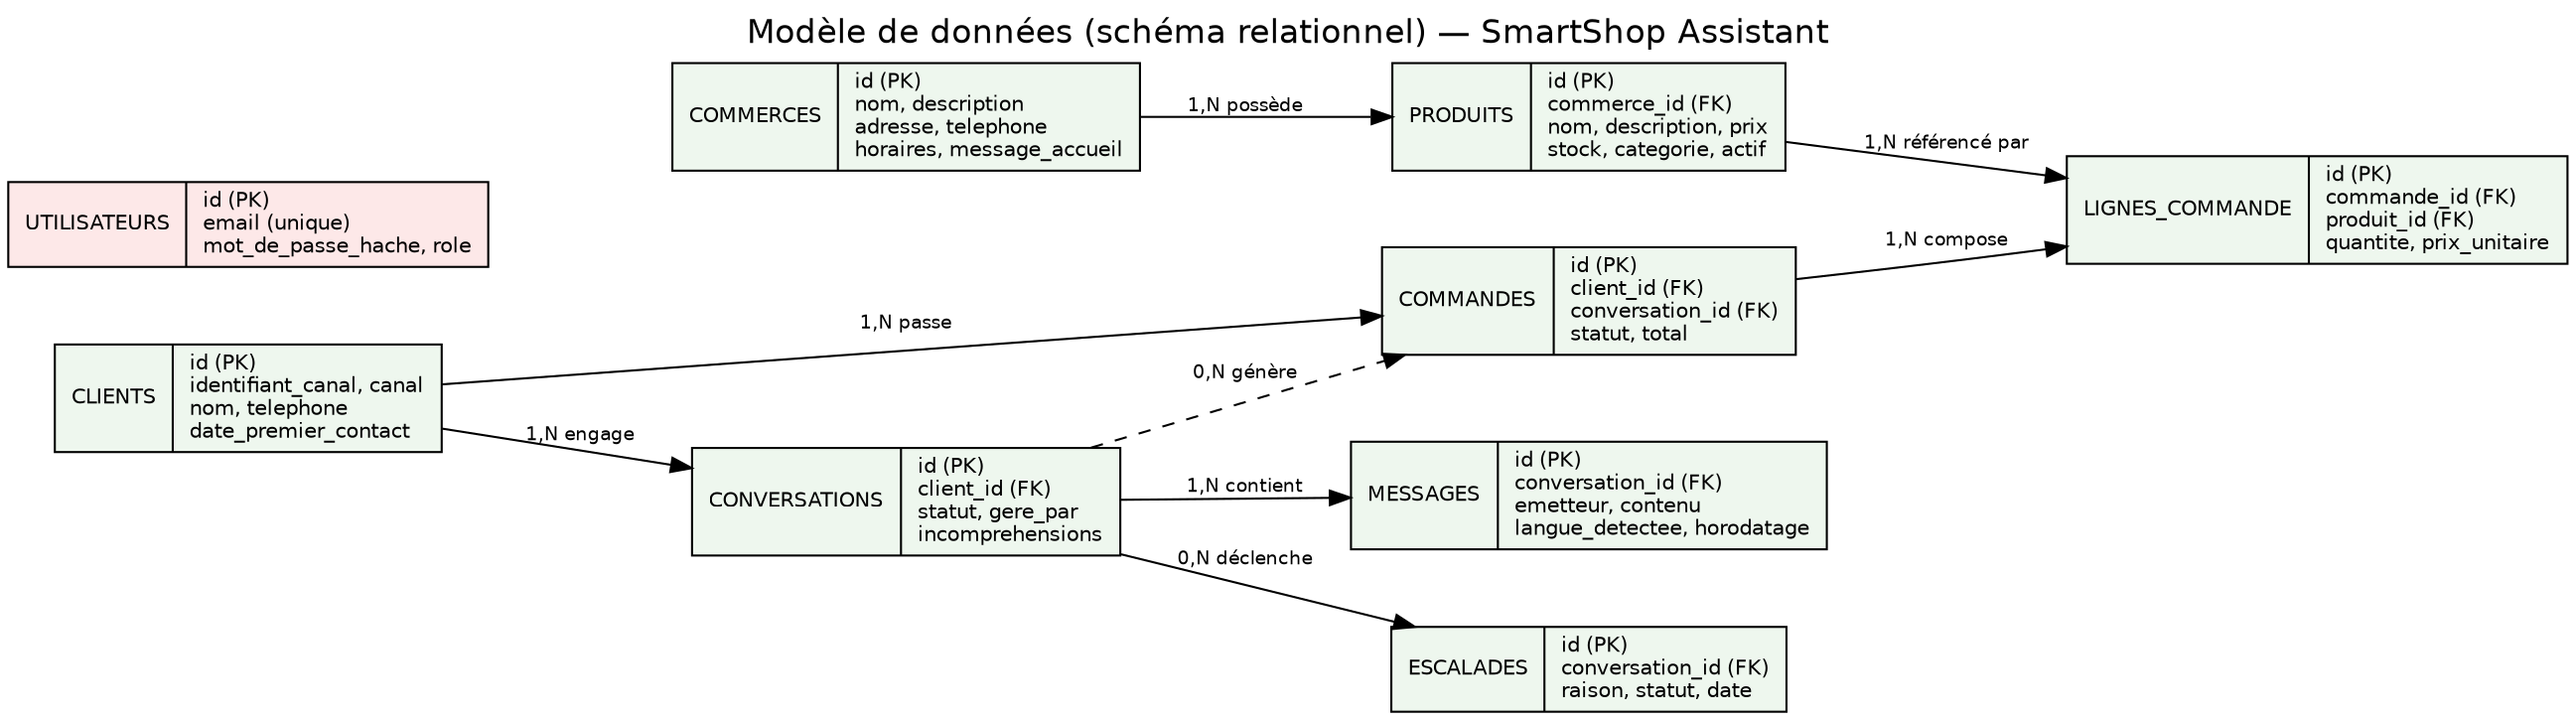 Modèle de données (schéma relationnel) — SmartShop Assistant
COMMERCES
id (PK)
nom, description
adresse, telephone
horaires, message_accueil
1,N possède
PRODUITS
id (PK)
commerce_id (FK)
nom, description, prix
stock, categorie, actif
1,N référencé par
LIGNES_COMMANDE
id (PK)
commande_id (FK)
produit_id (FK)
quantite, prix_unitaire
UTILISATEURS
id (PK)
email (unique)
mot_de_passe_hache, role
1,N compose
COMMANDES
id (PK)
client_id (FK)
conversation_id (FK)
statut, total
1,N passe
CLIENTS
id (PK)
identifiant_canal, canal
nom, telephone
date_premier_contact
0,N génère
1,N engage
CONVERSATIONS
id (PK)
client_id (FK)
statut, gere_par
incomprehensions
1,N contient
MESSAGES
id (PK)
conversation_id (FK)
emetteur, contenu
langue_detectee, horodatage
0,N déclenche
ESCALADES
id (PK)
conversation_id (FK)
raison, statut, date